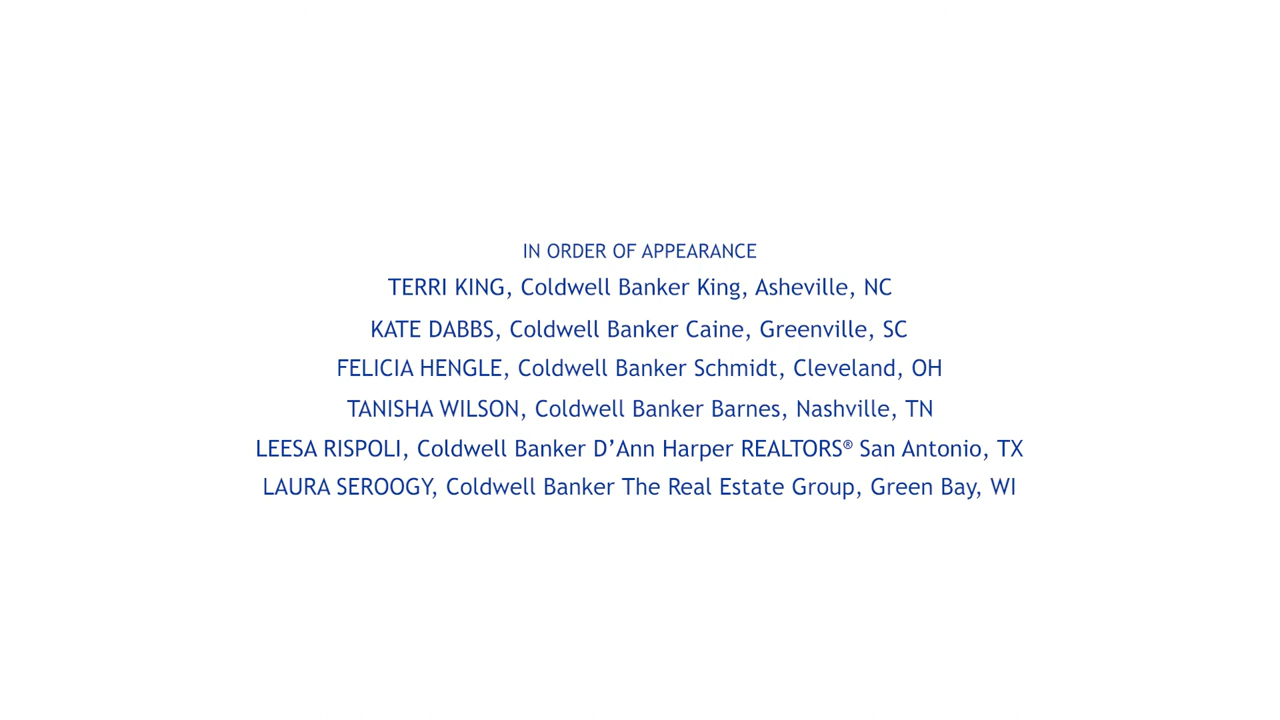 IN ORDER OF APPEARANCE
TERRI KING, Coldwell Banker King, Asheville, NC
KATE DABBS, Coldwell Banker Caine, Greenville, SC
FELICIA HENGLE, Coldwell Banker Schmidt, Cleveland, OH
TANISHA WILSON, Coldwell Banker Barnes, Nashville, TN
LEESA RISPOLI, Coldwell Banker D’Ann Harper REALTORS® San Antonio, TX
LAURA SEROOGY, Coldwell Banker The Real Estate Group, Green Bay, WI